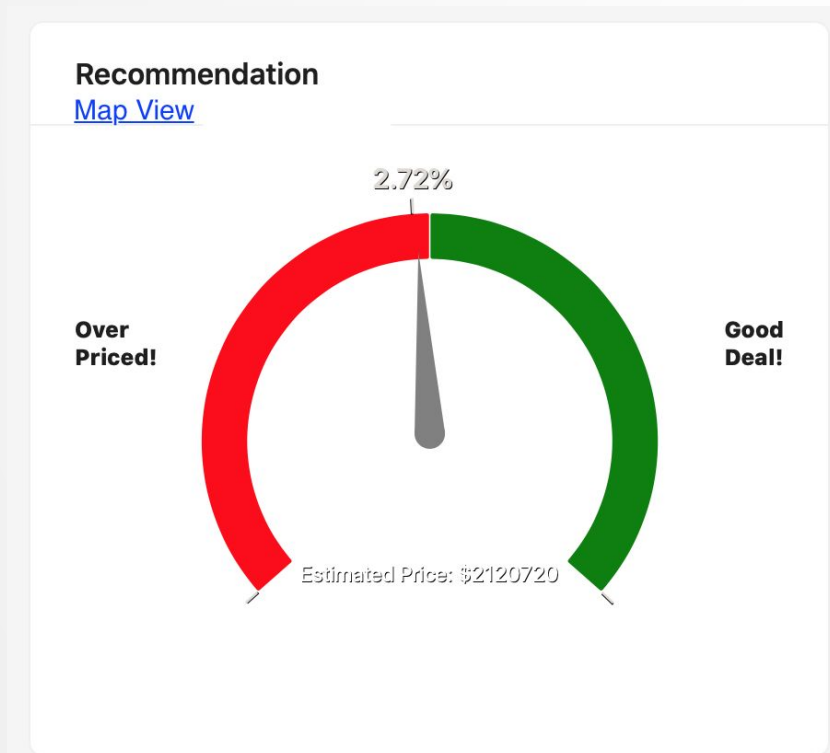 Recommendation
Map View
2.72%
Over
Priced!
Good
Deal!
Estimated Price: $2120720